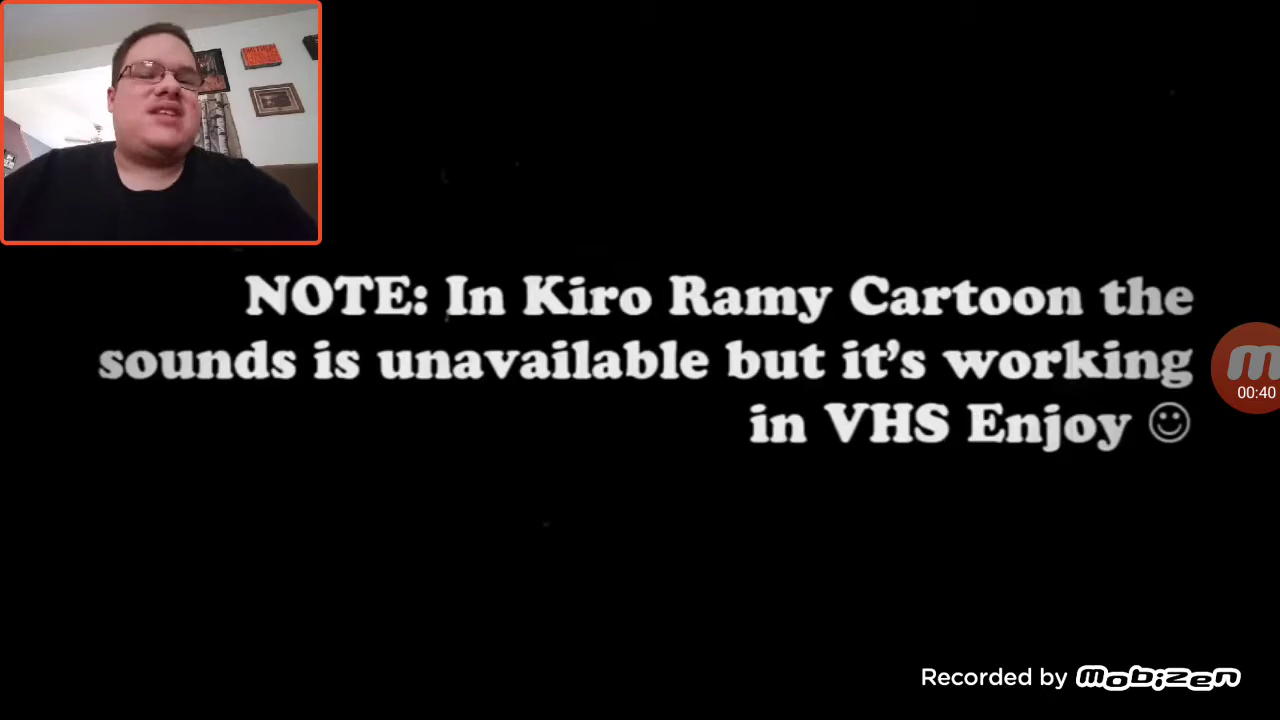 NOTE: In Kiro Ramy Cartoon the
sounds is unavailable but it's working
in VHS Enjoy ☺
00:40
Recorded by mobizen